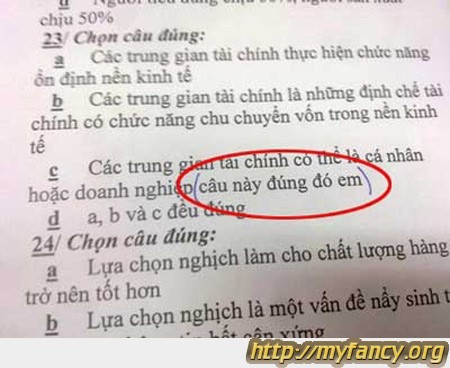 chịu 50%
23/ Chọn câu đúng:
a Các trung gian tài chính thực hiện chức năng
ổn định nền kinh tế
b Các trung gian tài chính là những định chế tài
chính có chức năng chu chuyển vốn trong nền kinh
tế
c Các trung gian tài chính có thể là cá nhân
hoặc doanh nghiệp(câu này đúng đó em)
d a, b và c đều đúng
24/ Chọn câu đúng:
a Lựa chọn nghịch làm cho chất lượng hàng
trở nên tốt hơn
b Lựa chọn nghịch là một vấn đề nẩy sinh t
cân xứng
http://myfancy.org